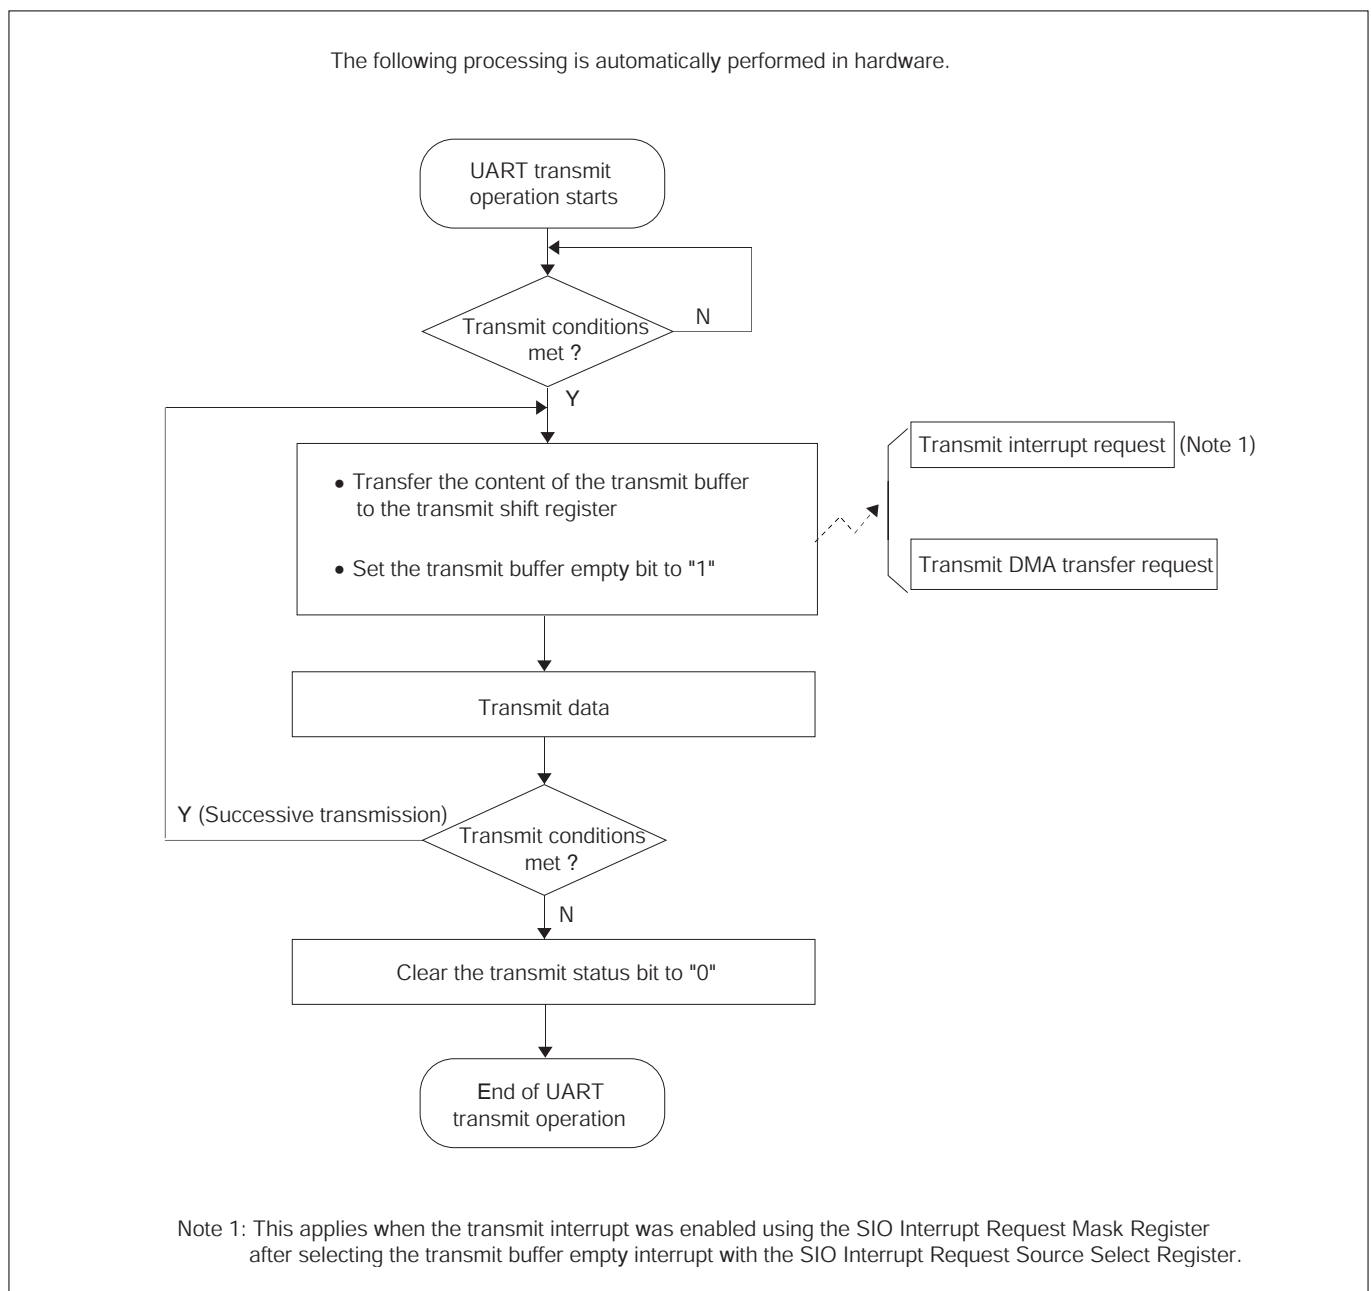 The following processing is automatically performed in hardware.
UART transmit
operation starts
Transmit conditions
met ?
N
Y
• Transfer the content of the transmit buffer
to the transmit shift register
• Set the transmit buffer empty bit to "1"
Transmit interrupt request (Note 1)
Transmit DMA transfer request
Transmit data
Y (Successive transmission)
Transmit conditions
met ?
N
Clear the transmit status bit to "0"
End of UART
transmit operation
Note 1: This applies when the transmit interrupt was enabled using the SIO Interrupt Request Mask Register
after selecting the transmit buffer empty interrupt with the SIO Interrupt Request Source Select Register.